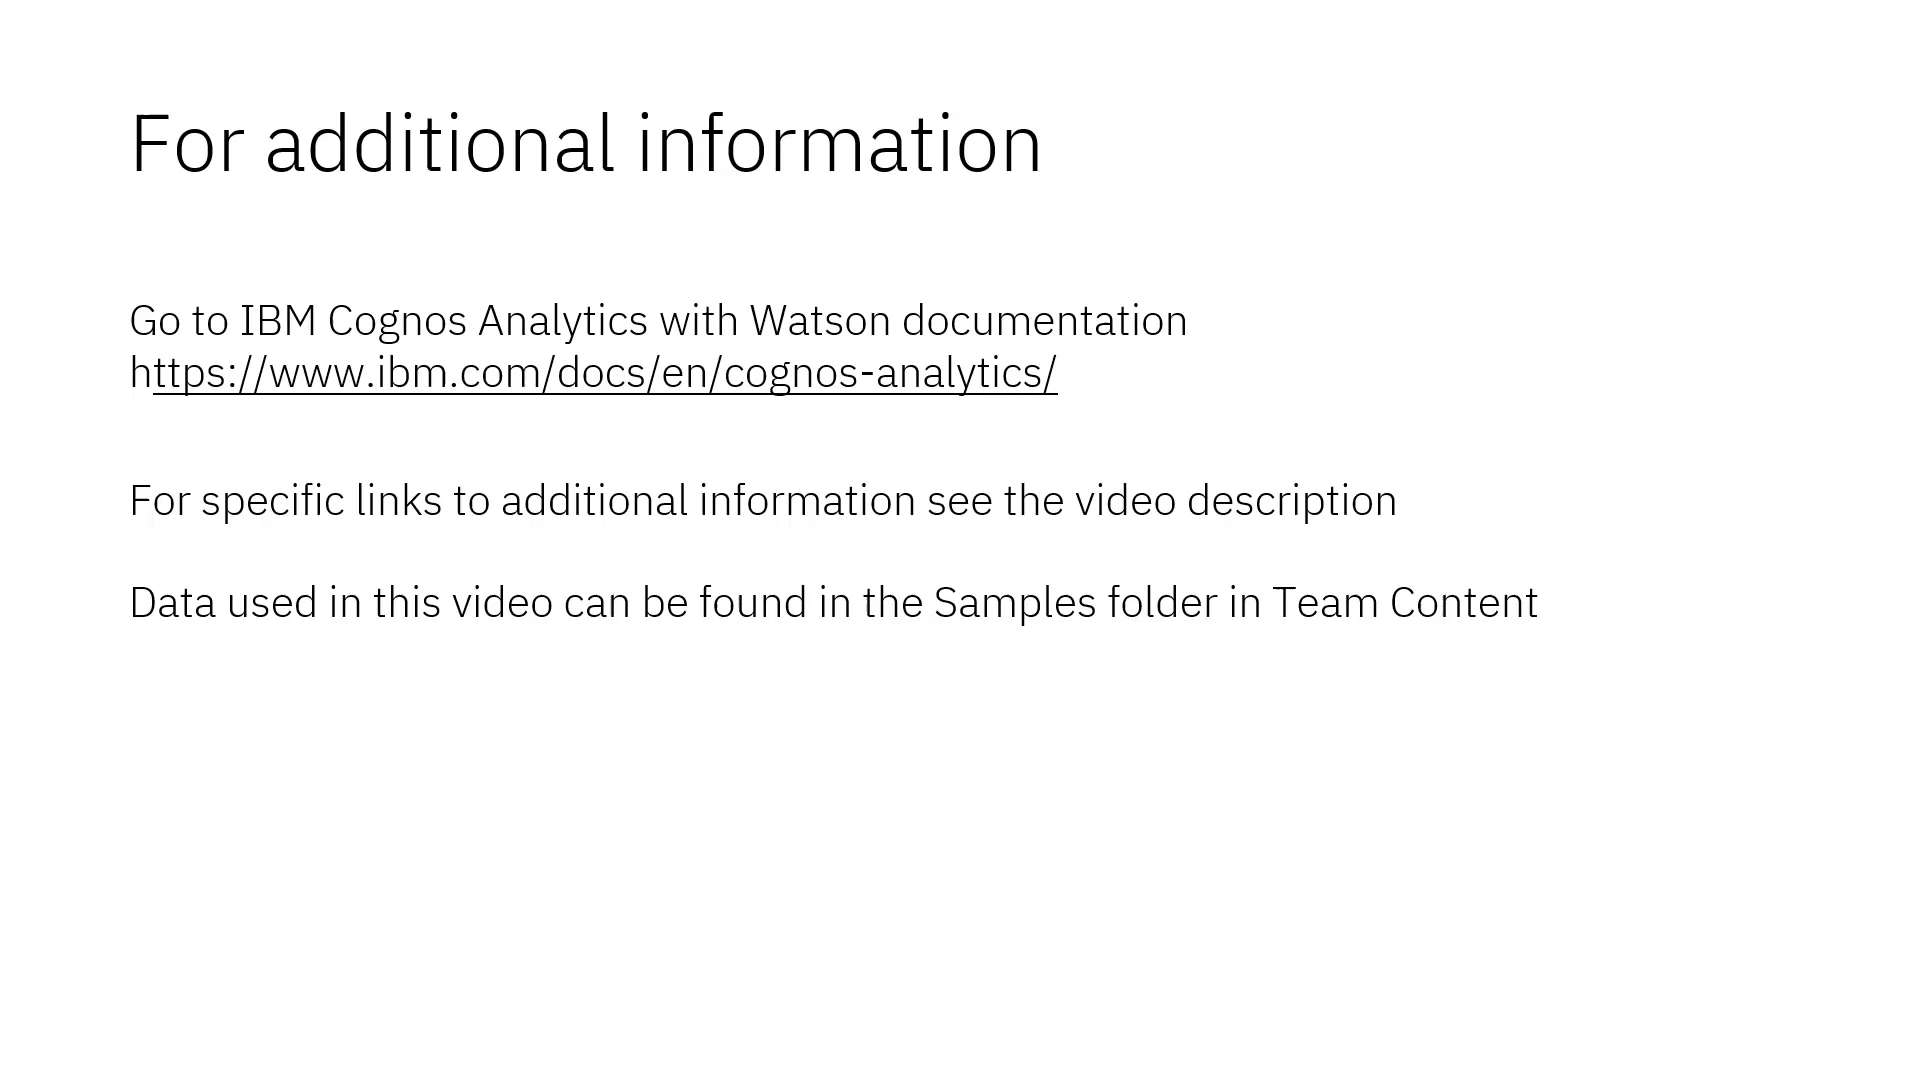 For additional information
Go to IBM Cognos Analytics with Watson documentation
https://www.ibm.com/docs/en/cognos-analytics/
For specific links to additional information see the video description
Data used in this video can be found in the Samples folder in Team Content